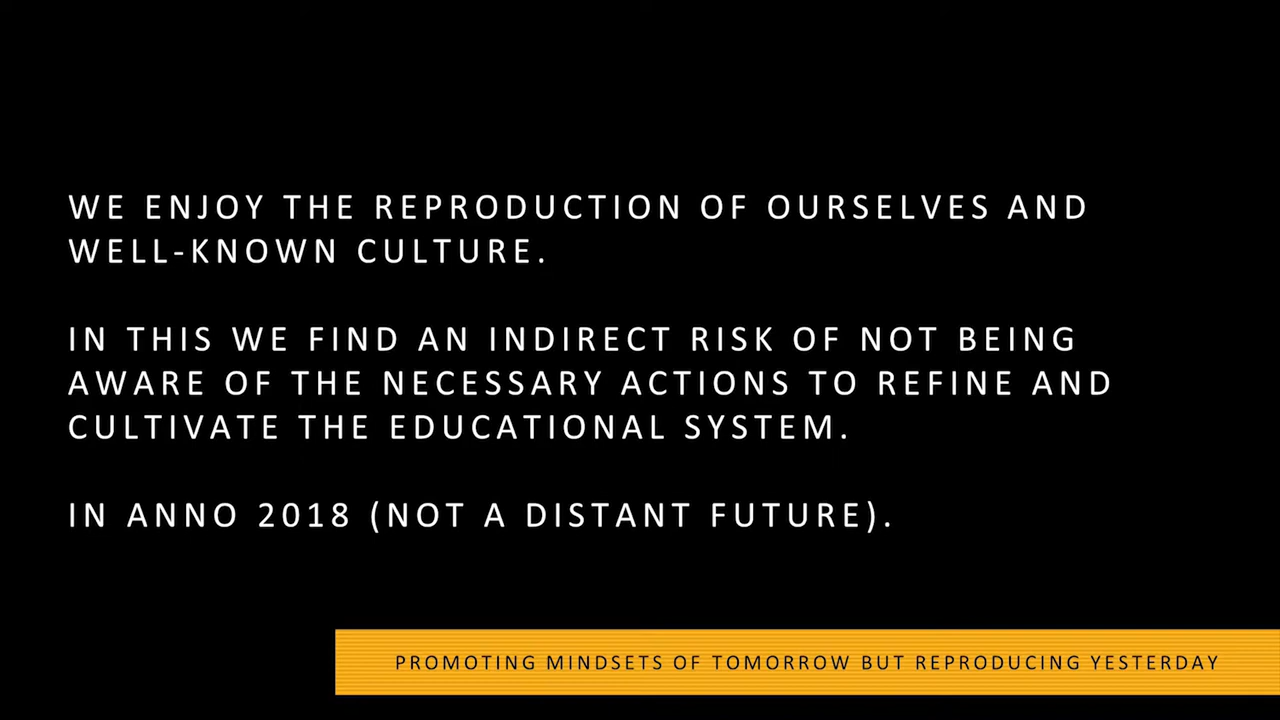 WE ENJOY THE REPRODUCTION OF OURSELVES AND
WELL-KNOWN CULTURE.
IN THIS WE FIND AN INDIRECT RISK OF NOT BEING
AWARE OF THE NECESSARY ACTIONS TO REFINE AND
CULTIVATE THE EDUCATIONAL SYSTEM.
IN ANNO 2018 (NOT A DISTANT FUTURE).
PROMOTING MINDSETS OF TOMORROW BUT REPRODUCING YESTERDAY